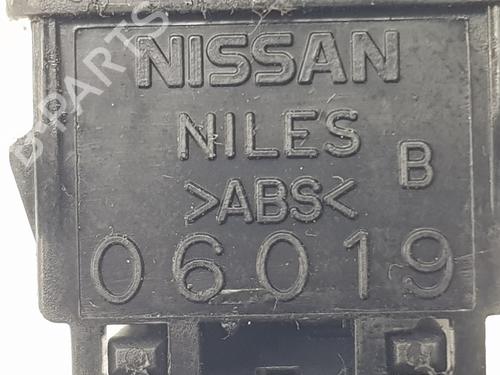 B-PARTS
NISSAN
NILES
>ABS<
B
06019